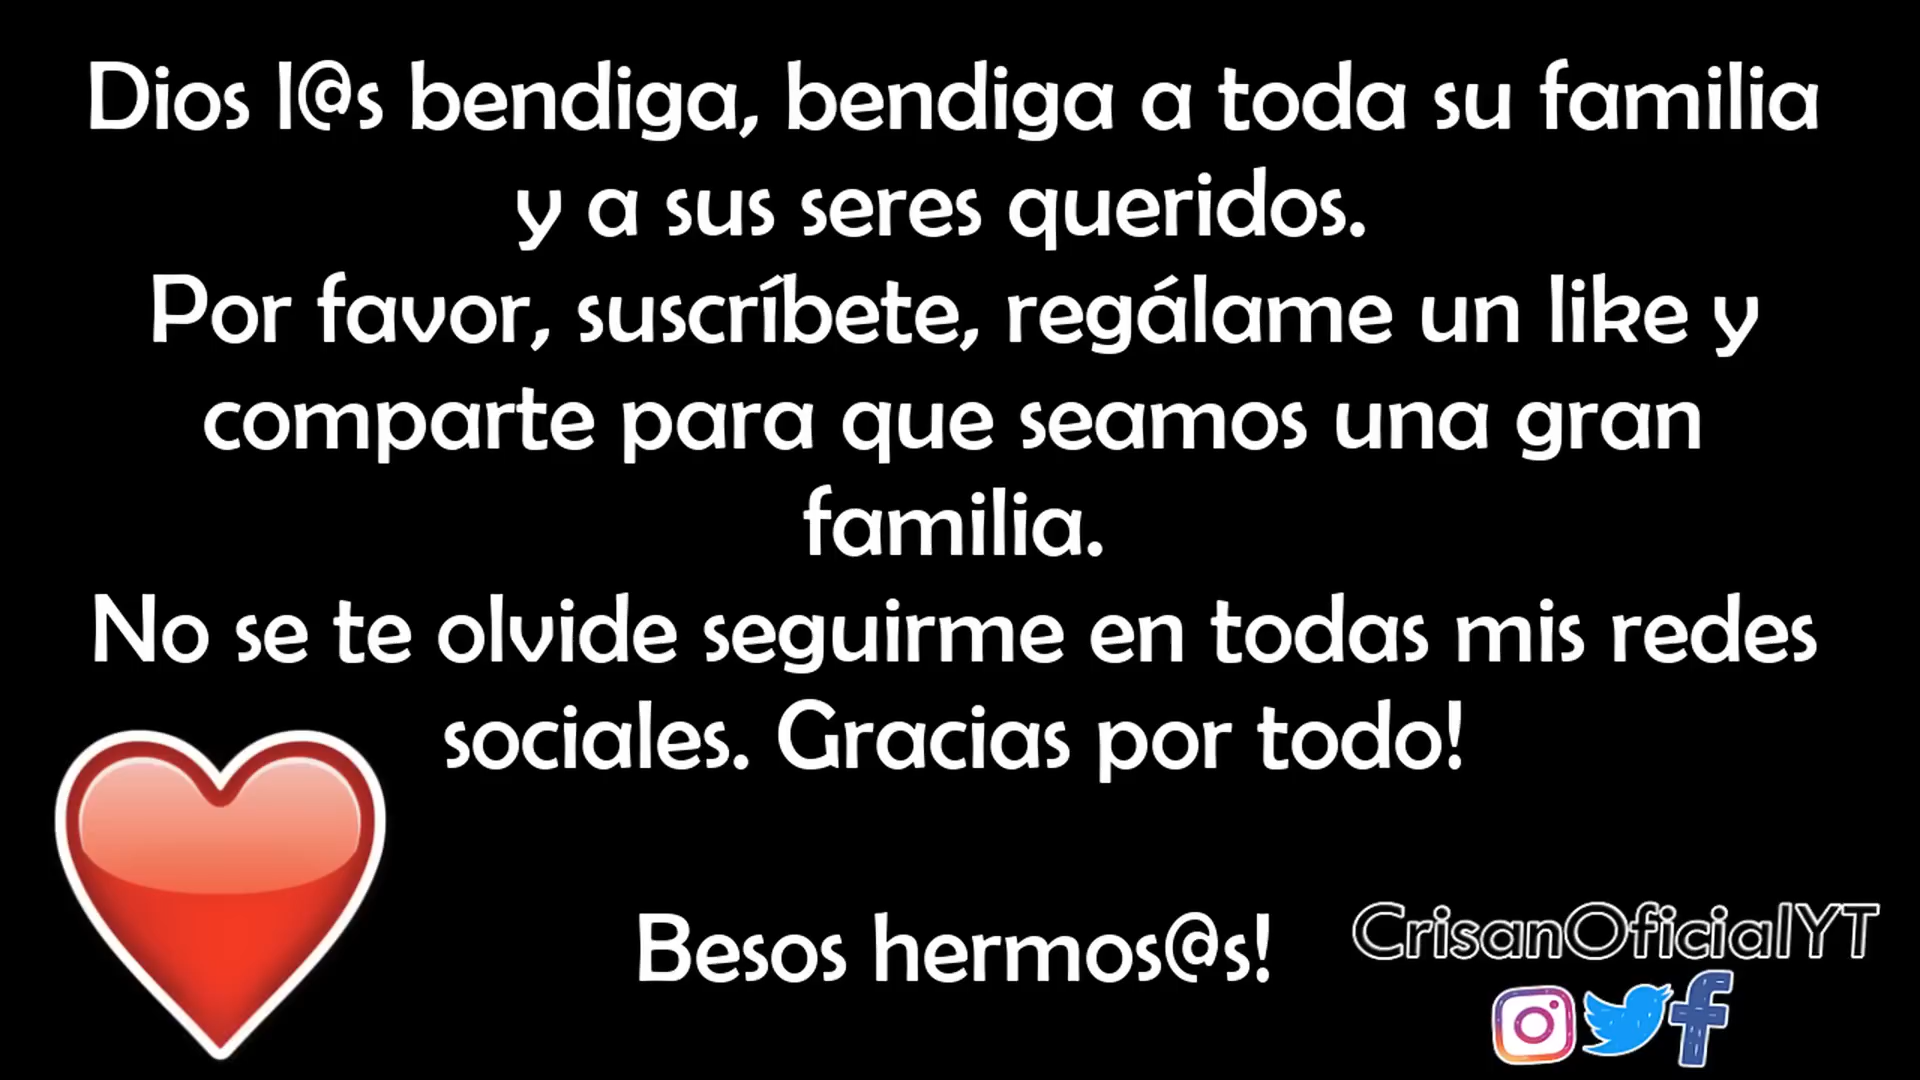 Dios l@s bendiga, bendiga a toda su familia
y a sus seres queridos.
Por favor, suscríbete, regálame un like y
comparte para que seamos una gran
familia.
No se te olvide seguirme en todas mis redes
sociales. Gracias por todo!
Besos hermos@s!
CrisanOficialYT